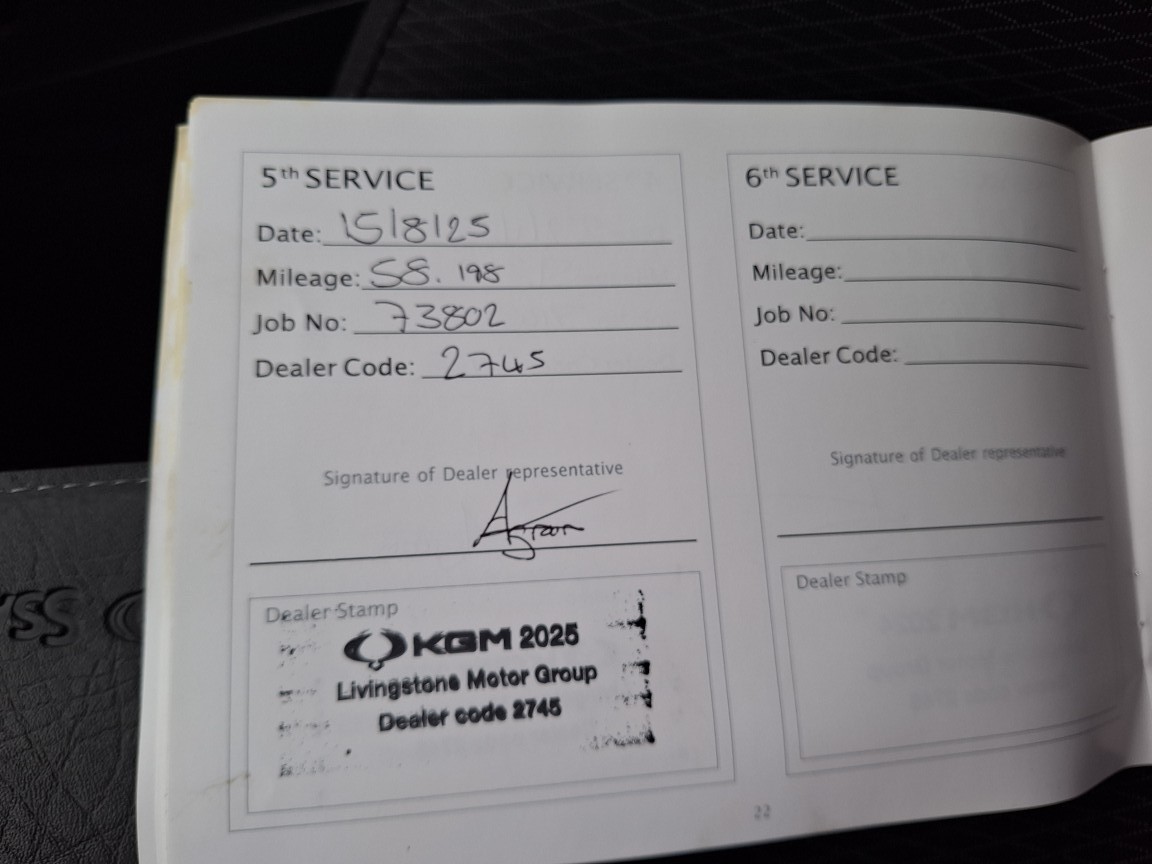 5th SERVICE
Date: 15/8/25
Mileage: 58.198
Job No: 73802
Dealer Code: 2745
Signature of Dealer representative
Dealer Stamp
KGM 2025
Livingstone Motor Group
Dealer code 2745
6th SERVICE
Date:
Mileage:
Job No:
Dealer Code:
Signature of Dealer representative
Dealer Stamp
22